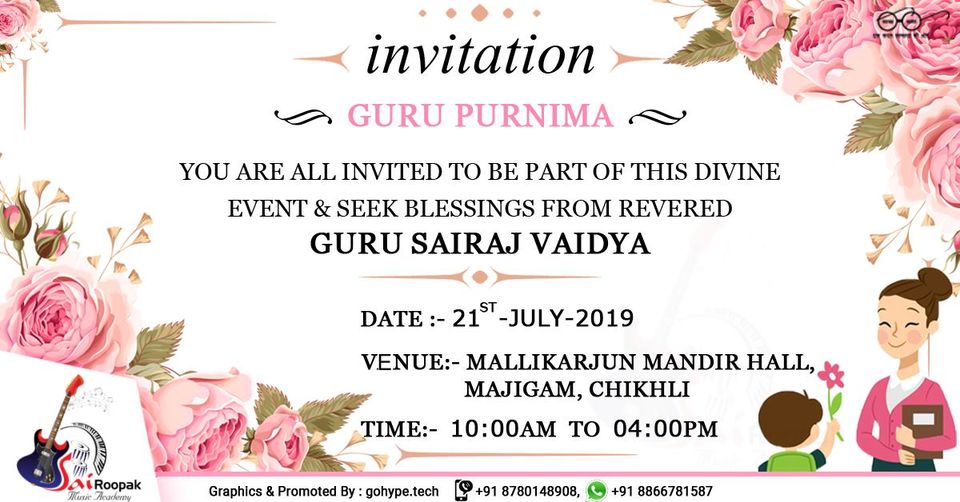 invitation
GURU PURNIMA
YOU ARE ALL INVITED TO BE PART OF THIS DIVINE
EVENT & SEEK BLESSINGS FROM REVERED
GURU SAIRAJ VAIDYA
DATE :- 21ST-JULY-2019
VENUE:- MALLIKARJUN MANDIR HALL,
MAJIGAM, CHIKHLI
TIME:- 10:00AM TO 04:00PM
Sai Roopak
Music Academy
Graphics & Promoted By : gohype.tech +91 8780148908, +91 8866781587